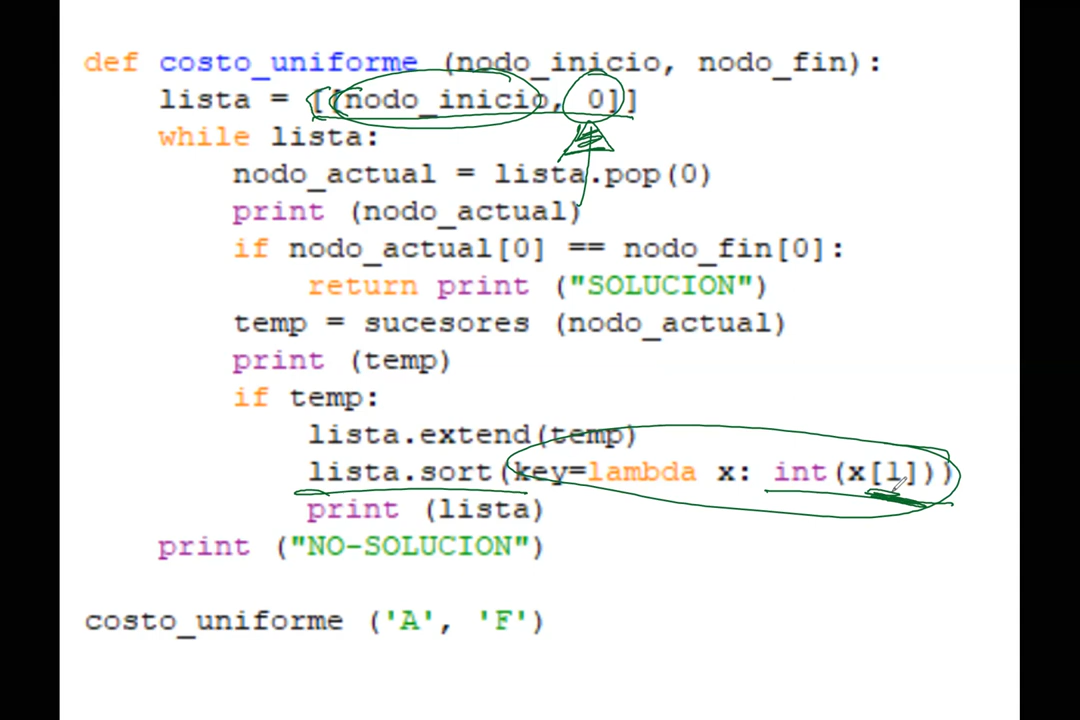 def costo_uniforme (nodo_inicio, nodo_fin):
lista = [[nodo_inicio, 0]]
while lista:
nodo_actual = lista.pop(0)
print (nodo_actual)
if nodo_actual[0] == nodo_fin[0]:
return print ("SOLUCION")
temp = sucesores (nodo_actual)
print (temp)
if temp:
lista.extend(temp)
lista.sort(key=lambda x: int(x[1]))
print (lista)
print ("NO-SOLUCION")
costo_uniforme ('A', 'F')